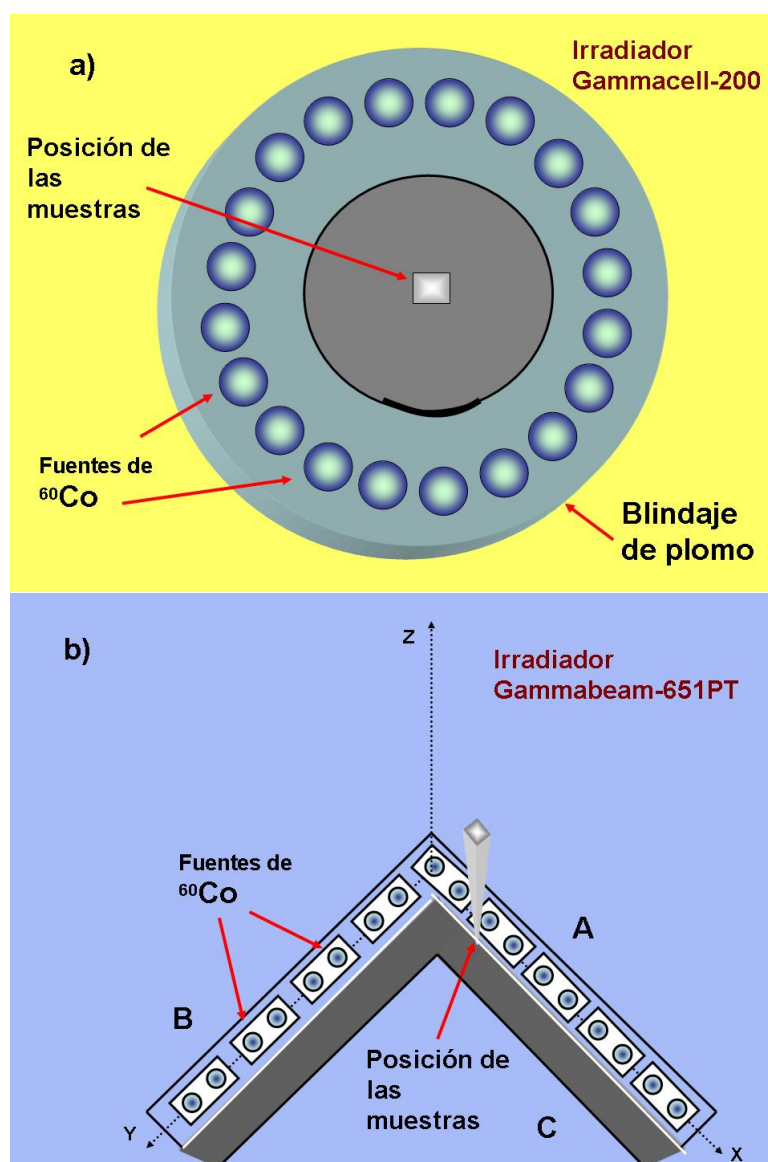 a)
Irradiador
Gammacell-200
Posición de
las
muestras
Fuentes de
⁶⁰Co
Blindaje
de plomo
b)
Z
Irradiador
Gammabeam-651PT
Fuentes de
⁶⁰Co
A
B
Posición de
las
muestras
C
Y
X